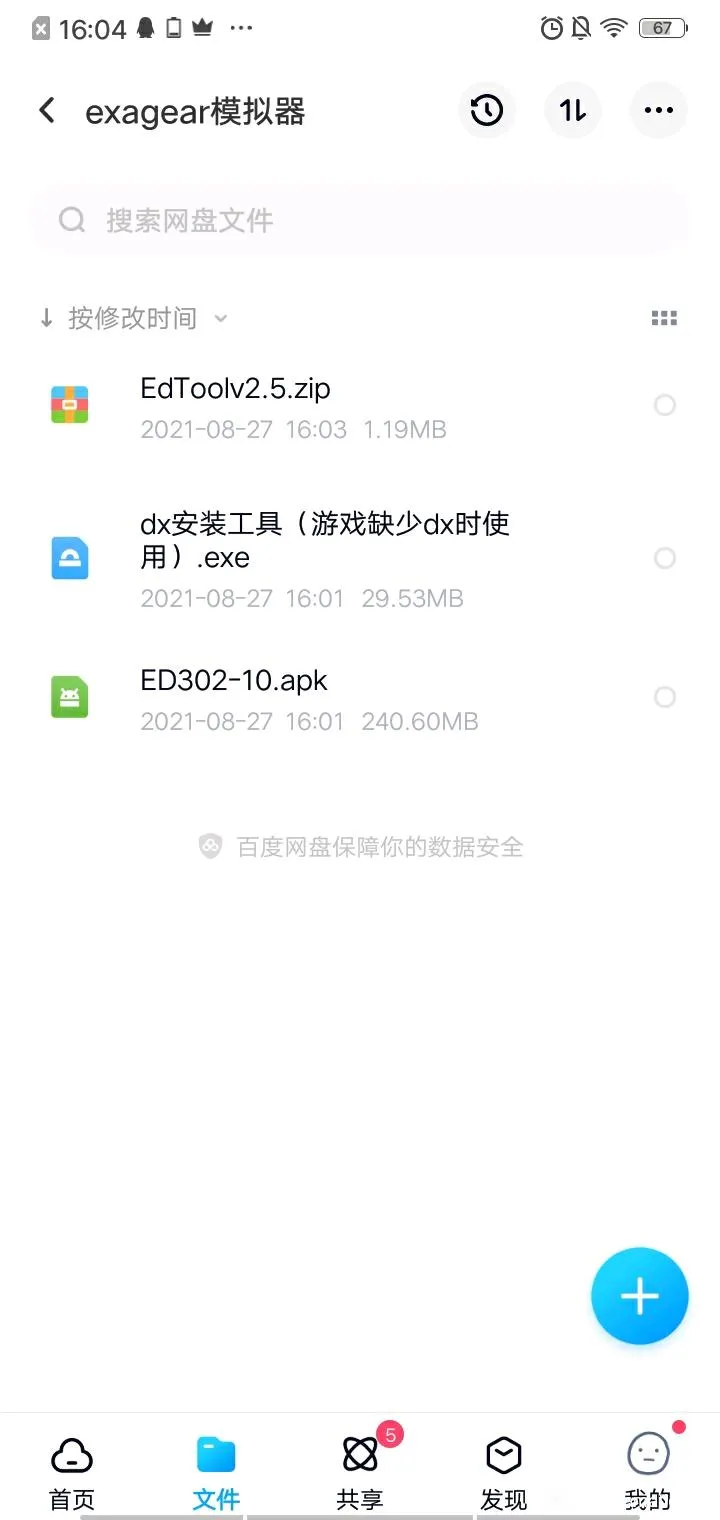 16:04
67
exagear模拟器
搜索网盘文件
按修改时间
EdToolv2.5.zip
2021-08-27 16:03 1.19MB
dx安装工具（游戏缺少dx时使
用）.exe
2021-08-27 16:01 29.53MB
ED302-10.apk
2021-08-27 16:01 240.60MB
百度网盘保障你的数据安全
5
首页
文件
共享
发现
我的